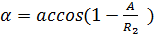 α = accos(1 − A/R₂ )